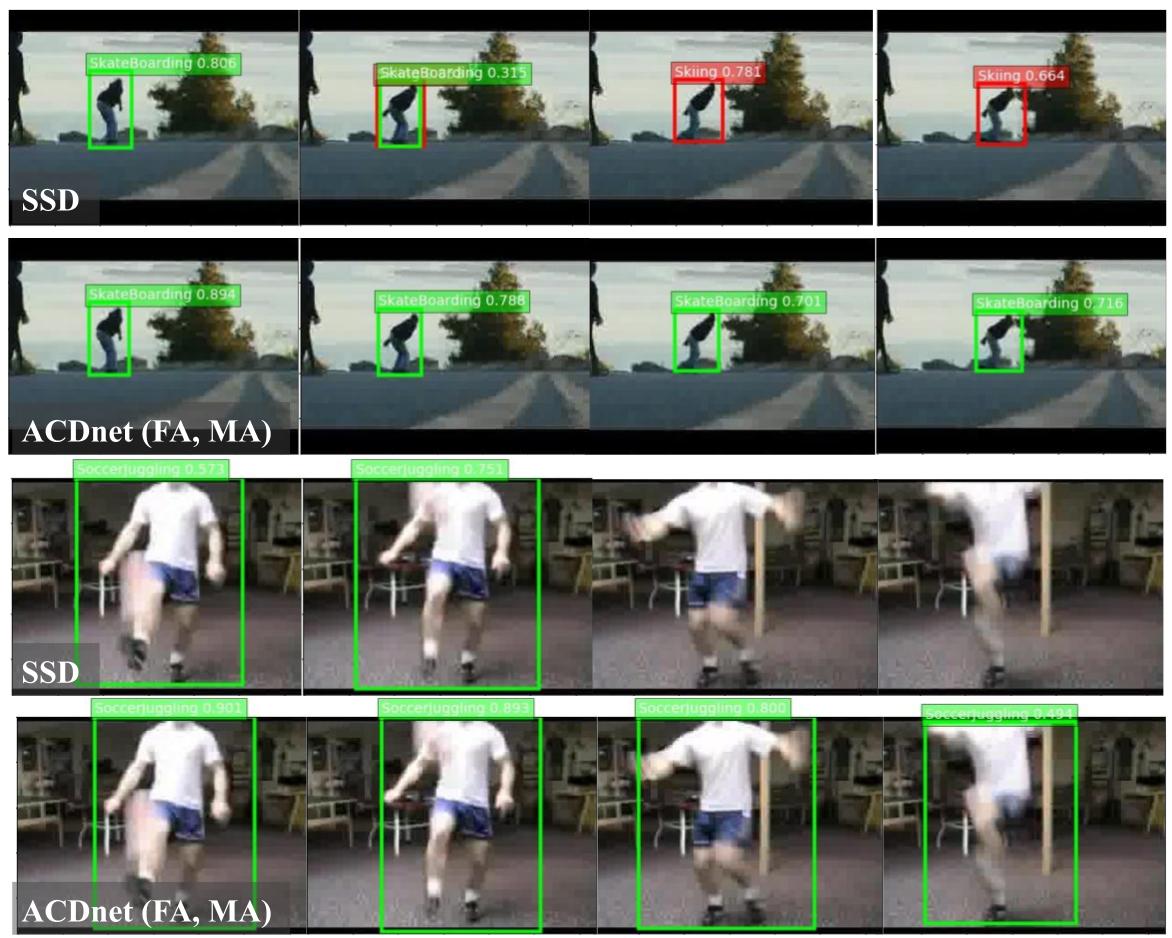 SkateBoarding 0.806
SkateBoarding 0.315
Skiing 0.781
Skiing 0.664
SSD
SkateBoarding 0.894
SkateBoarding 0.788
SkateBoarding 0.701
SkateBoarding 0.716
ACDnet (FA, MA)
SoccerJuggling 0.573
SoccerJuggling 0.751
SSD
SoccerJuggling 0.901
SoccerJuggling 0.893
SoccerJuggling 0.800
SoccerJuggling 0.494
ACDnet (FA, MA)